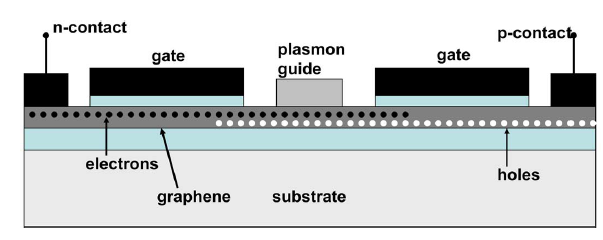 n-contact
p-contact
gate
plasmon
guide
gate
electrons
graphene
substrate
holes